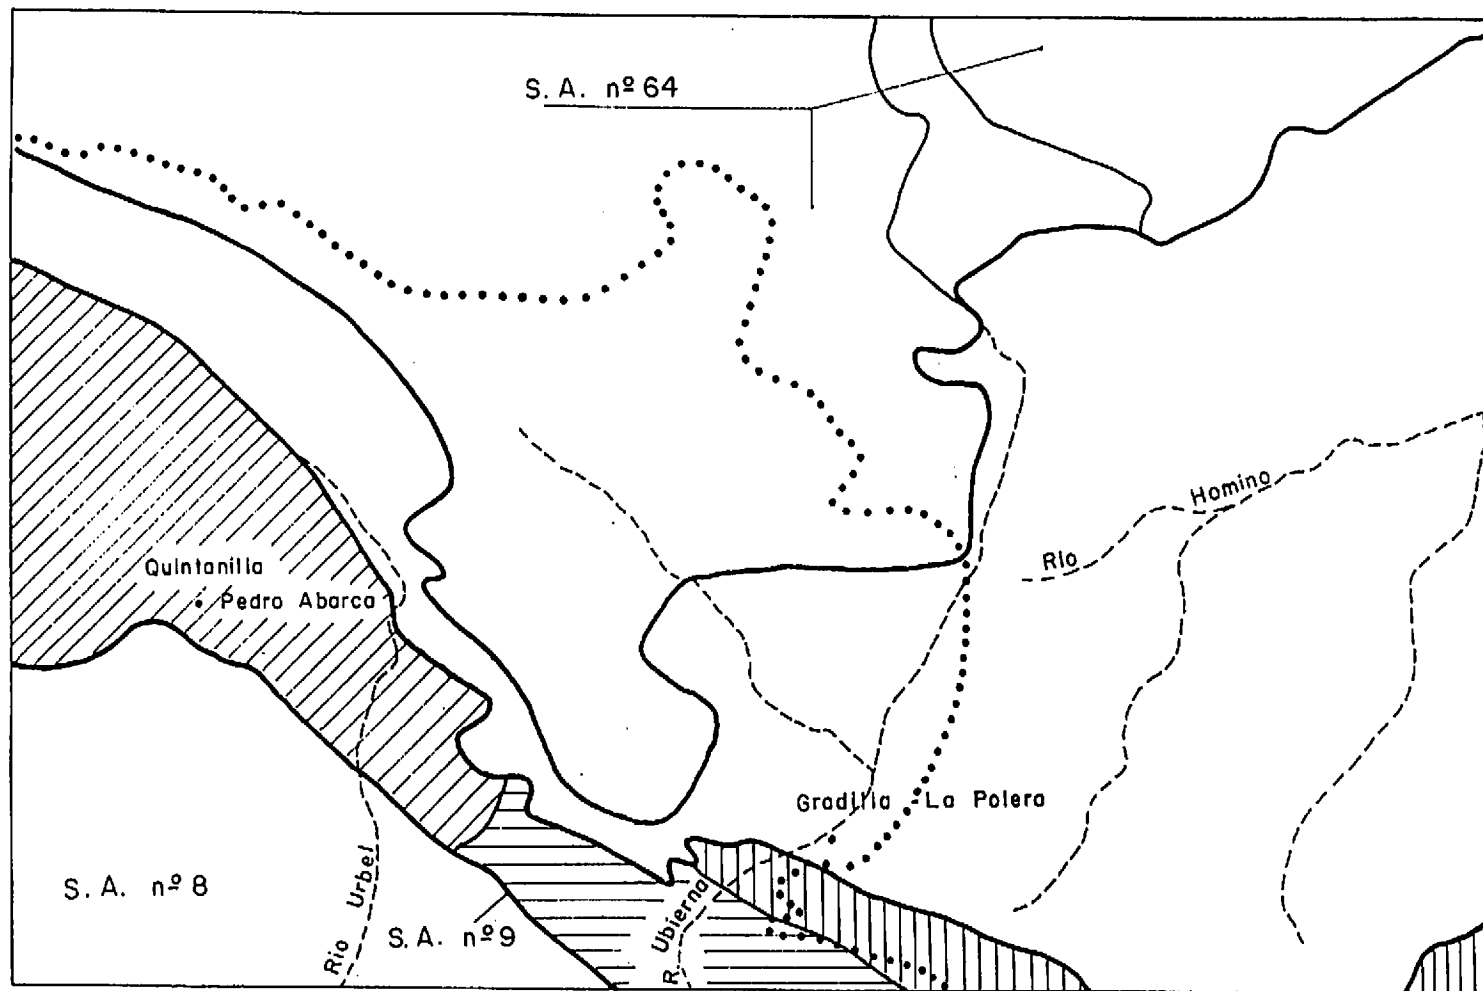 S. A. nº 64
Rio Homino
Quintanilla
Pedro Abarca
Gradilla La Polera
S. A. nº 8
Rio Urbel
S. A. nº 9
R. Ubierna